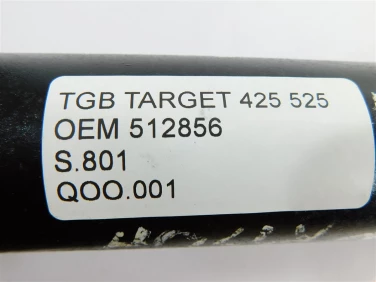 TGB TARGET 425 525
OEM 512856
S.801
QOO.001